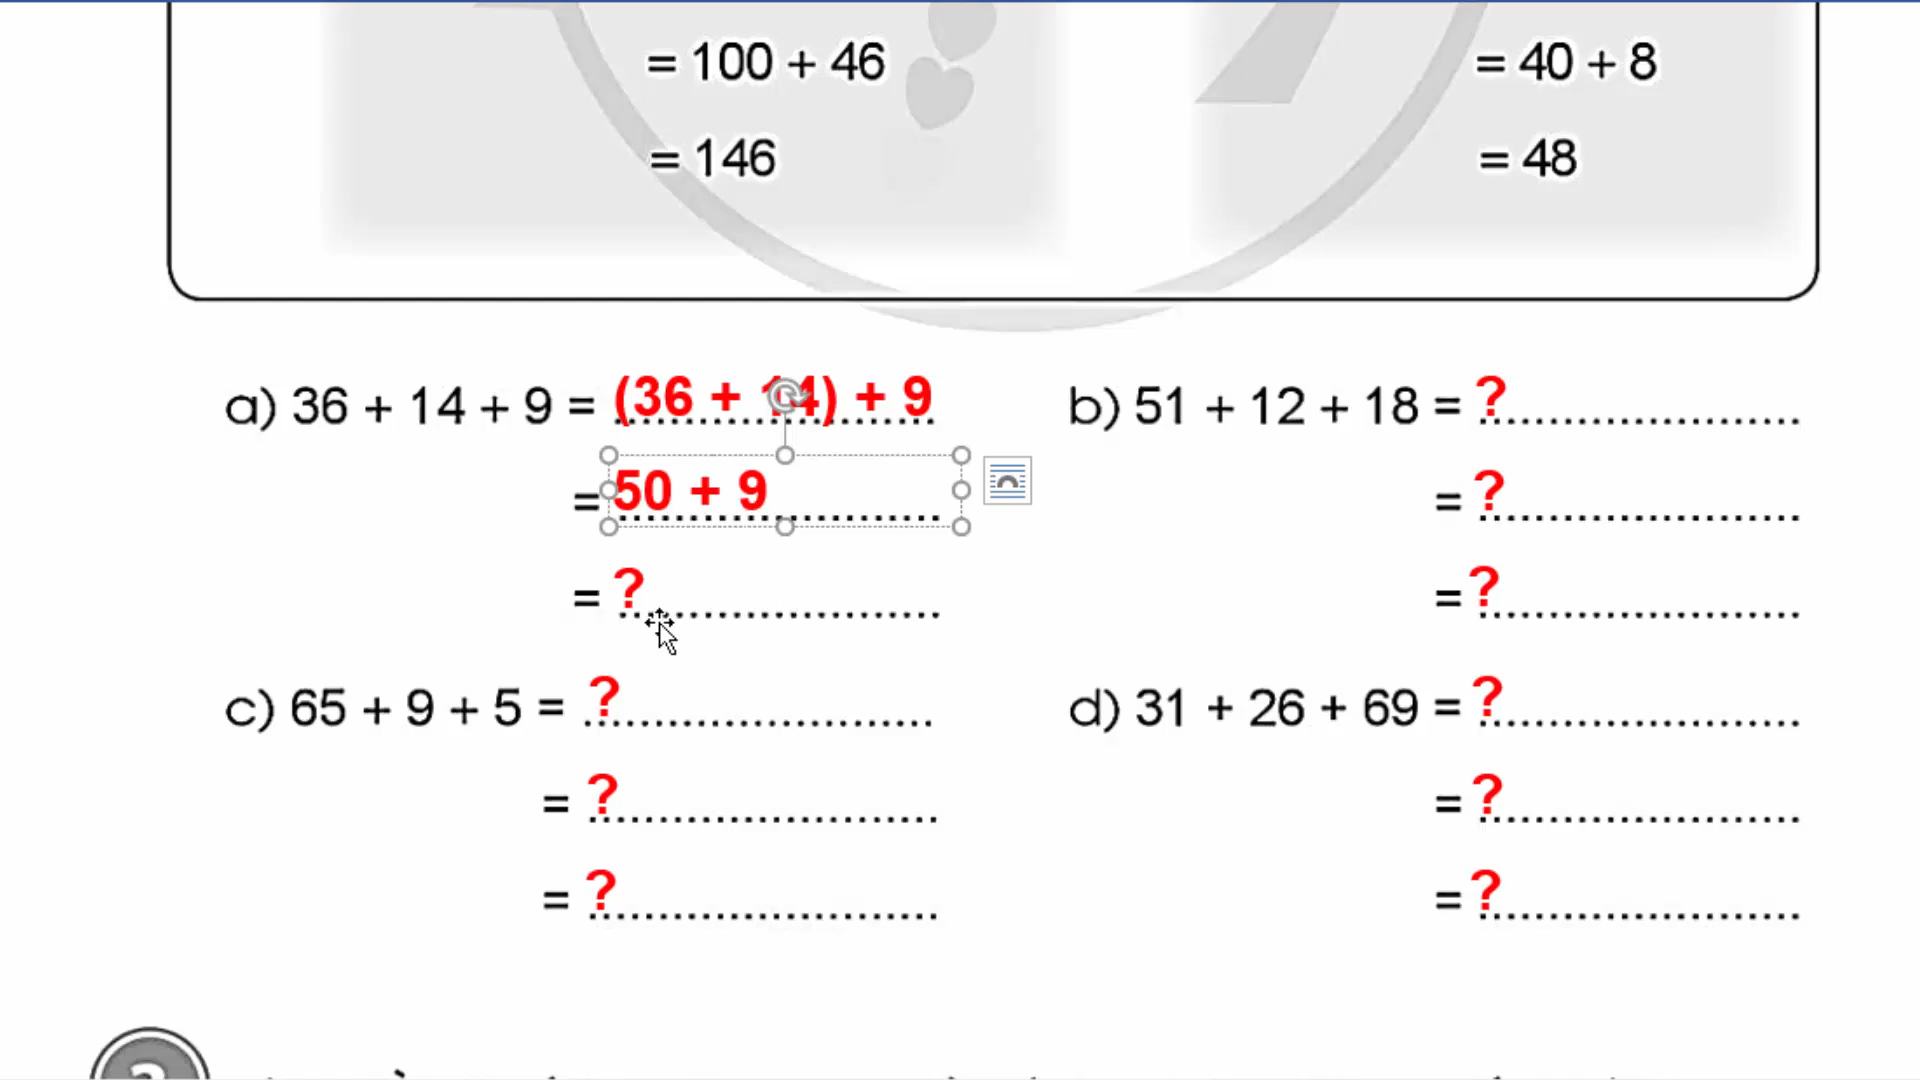 = 100 + 46
= 40 + 8
= 146
= 48
a) 36 + 14 + 9 = (36 + 14) + 9
= 50 + 9
= ?
b) 51 + 12 + 18 = ?
= ?
= ?
c) 65 + 9 + 5 = ?
= ?
= ?
d) 31 + 26 + 69 = ?
= ?
= ?